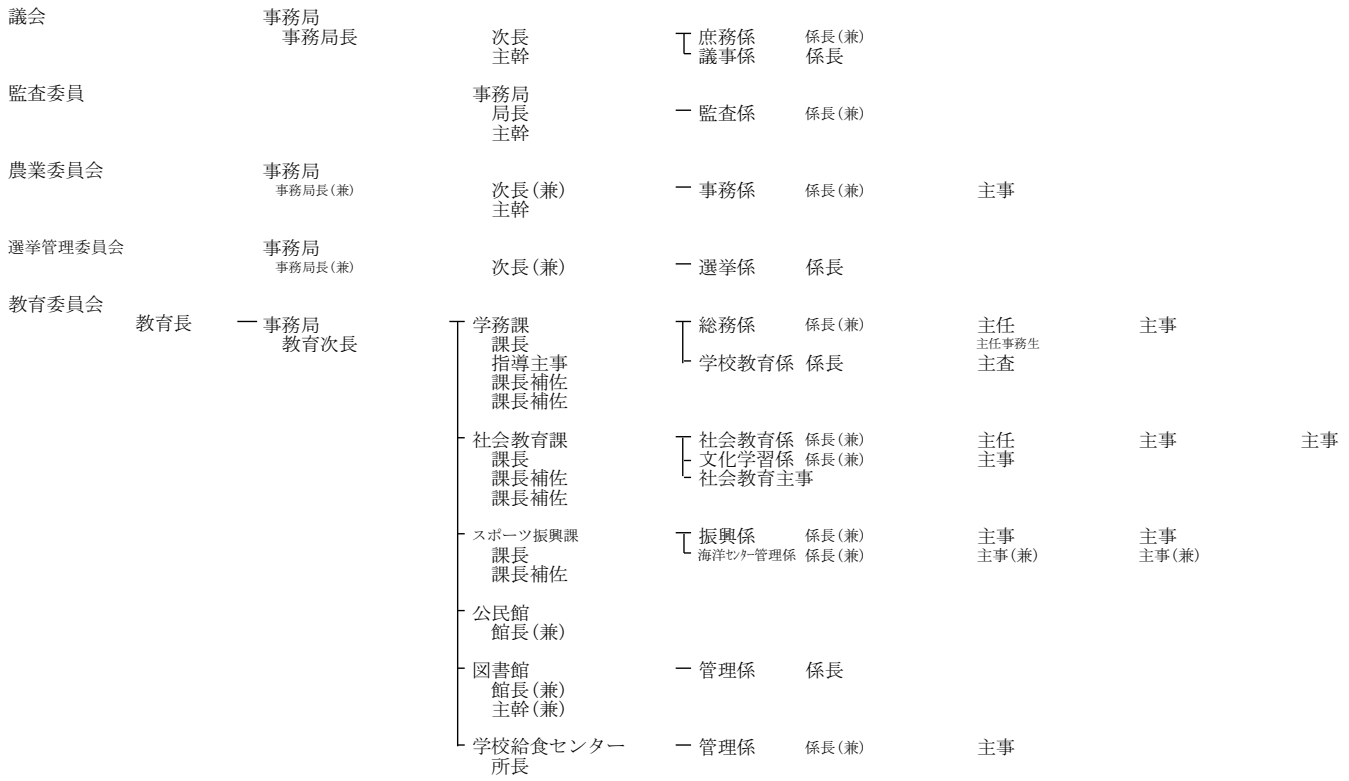 議会 事務局
事務局長 次長 庶務係 係長(兼)
主幹 議事係 係長
監査委員 事務局
局長 監査係 係長(兼)
主幹
農業委員会 事務局
事務局長(兼) 次長(兼) 事務係 係長(兼) 主事
主幹
選挙管理委員会 事務局
事務局長(兼) 次長(兼) 選挙係 係長
教育委員会
教育長 事務局 学務課 総務係 係長(兼) 主任 主事
教育次長 課長 主任事務生
指導主事 学校教育係 係長 主査
課長補佐
課長補佐
社会教育課 社会教育係 係長(兼) 主任 主事 主事
課長 文化学習係 係長(兼) 主事
課長補佐 社会教育主事
課長補佐
スポーツ振興課 振興係 係長(兼) 主事 主事
課長 海洋センター管理係 係長(兼) 主事(兼) 主事(兼)
課長補佐
公民館
館長(兼)
図書館 管理係 係長
館長(兼)
主幹(兼)
学校給食センター 管理係 係長(兼) 主事
所長